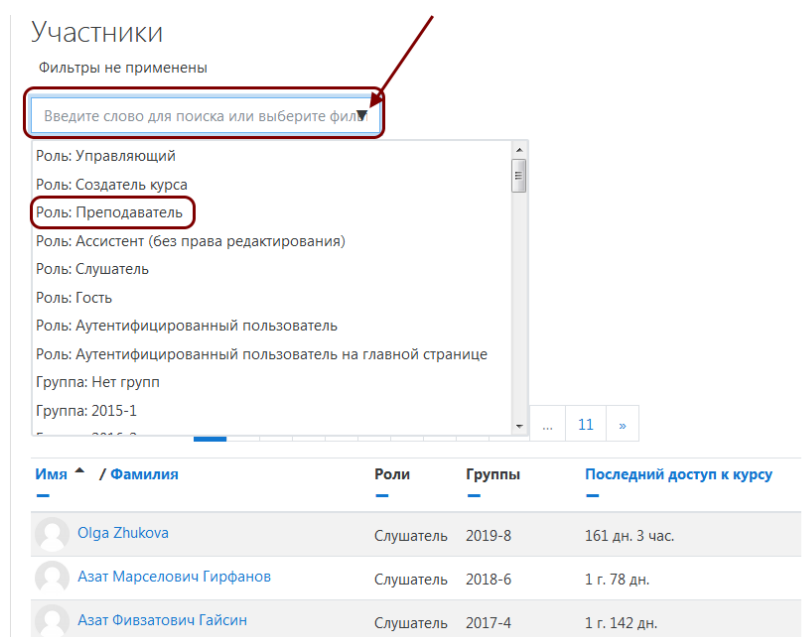 Участники
Фильтры не применены
Введите слово для поиска или выберите филь
Роль: Управляющий
Роль: Создатель курса
Роль: Преподаватель
Роль: Ассистент (без права редактирования)
Роль: Слушатель
Роль: Гость
Роль: Аутентифицированный пользователь
Роль: Аутентифицированный пользователь на главной странице
Группа: Нет групп
Группа: 2015-1
... 11 »
Имя / Фамилия Роли Группы Последний доступ к курсу
Olga Zhukova Слушатель 2019-8 161 дн. 3 час.
Азат Марселович Гирфанов Слушатель 2018-6 1 г. 78 дн.
Азат Фивзатович Гайсин Слушатель 2017-4 1 г. 142 дн.